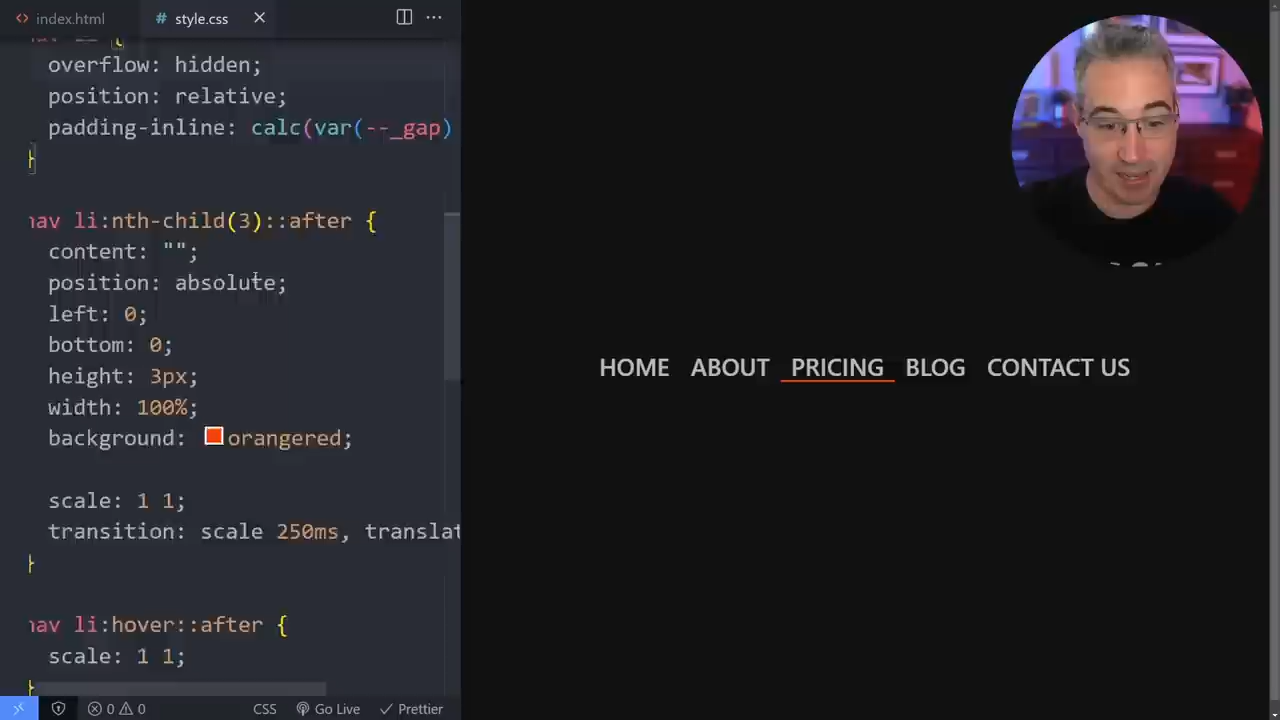 index.html
style.css
overflow: hidden;
position: relative;
padding-inline: calc(var(--_gap)
}
nav li:nth-child(3)::after {
content: "";
position: absolute;
left: 0;
bottom: 0;
height: 3px;
width: 100%;
background: orangered;
scale: 1 1;
transition: scale 250ms, translat
}
nav li:hover::after {
scale: 1 1;
}
0 0
CSS
Go Live
Prettier
HOME ABOUT PRICING BLOG CONTACT US